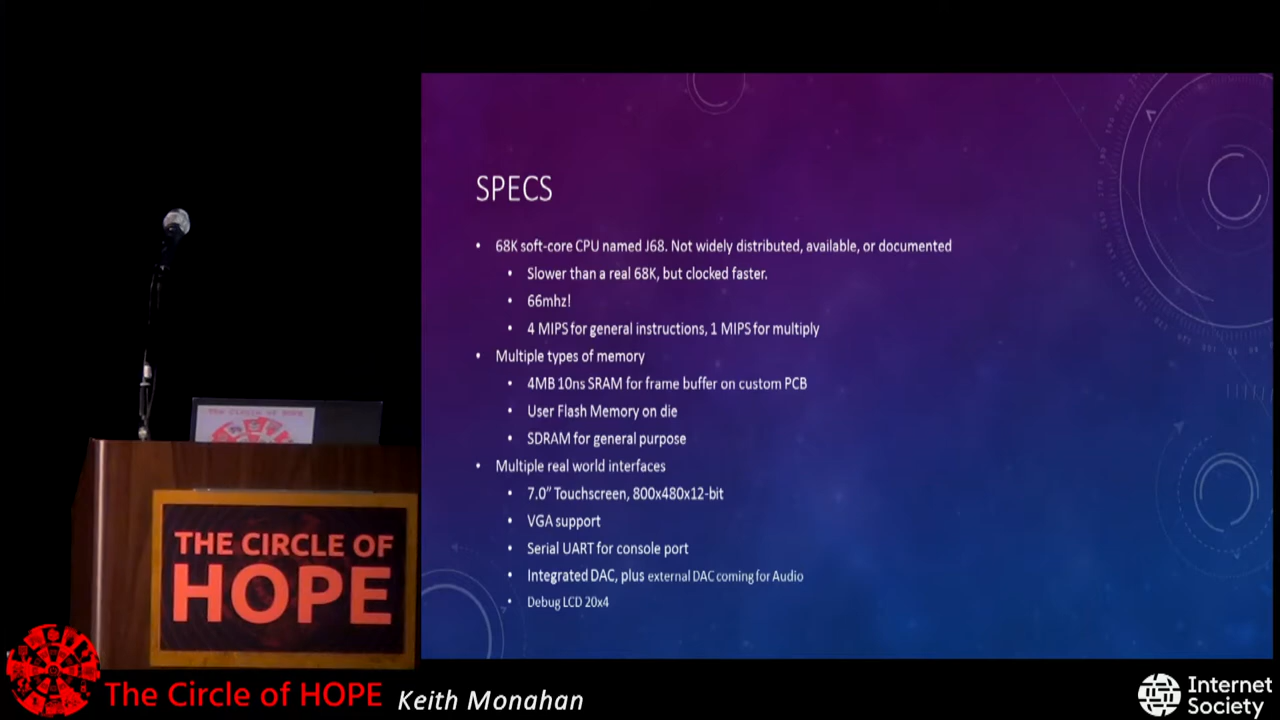 SPECS
• 68K soft-core CPU named J68. Not widely distributed, available, or documented
• Slower than a real 68K, but clocked faster.
• 66mhz!
• 4 MIPS for general instructions, 1 MIPS for multiply
• Multiple types of memory
• 4MB 10ns SRAM for frame buffer on custom PCB
• User Flash Memory on die
• SDRAM for general purpose
• Multiple real world interfaces
• 7.0” Touchscreen, 800x480x12-bit
• VGA support
• Serial UART for console port
• Integrated DAC, plus external DAC coming for Audio
• Debug LCD 20x4
THE CIRCLE OF HOPE
THE CIRCLE OF
HOPE
The Circle of HOPE
Keith Monahan
Internet
Society